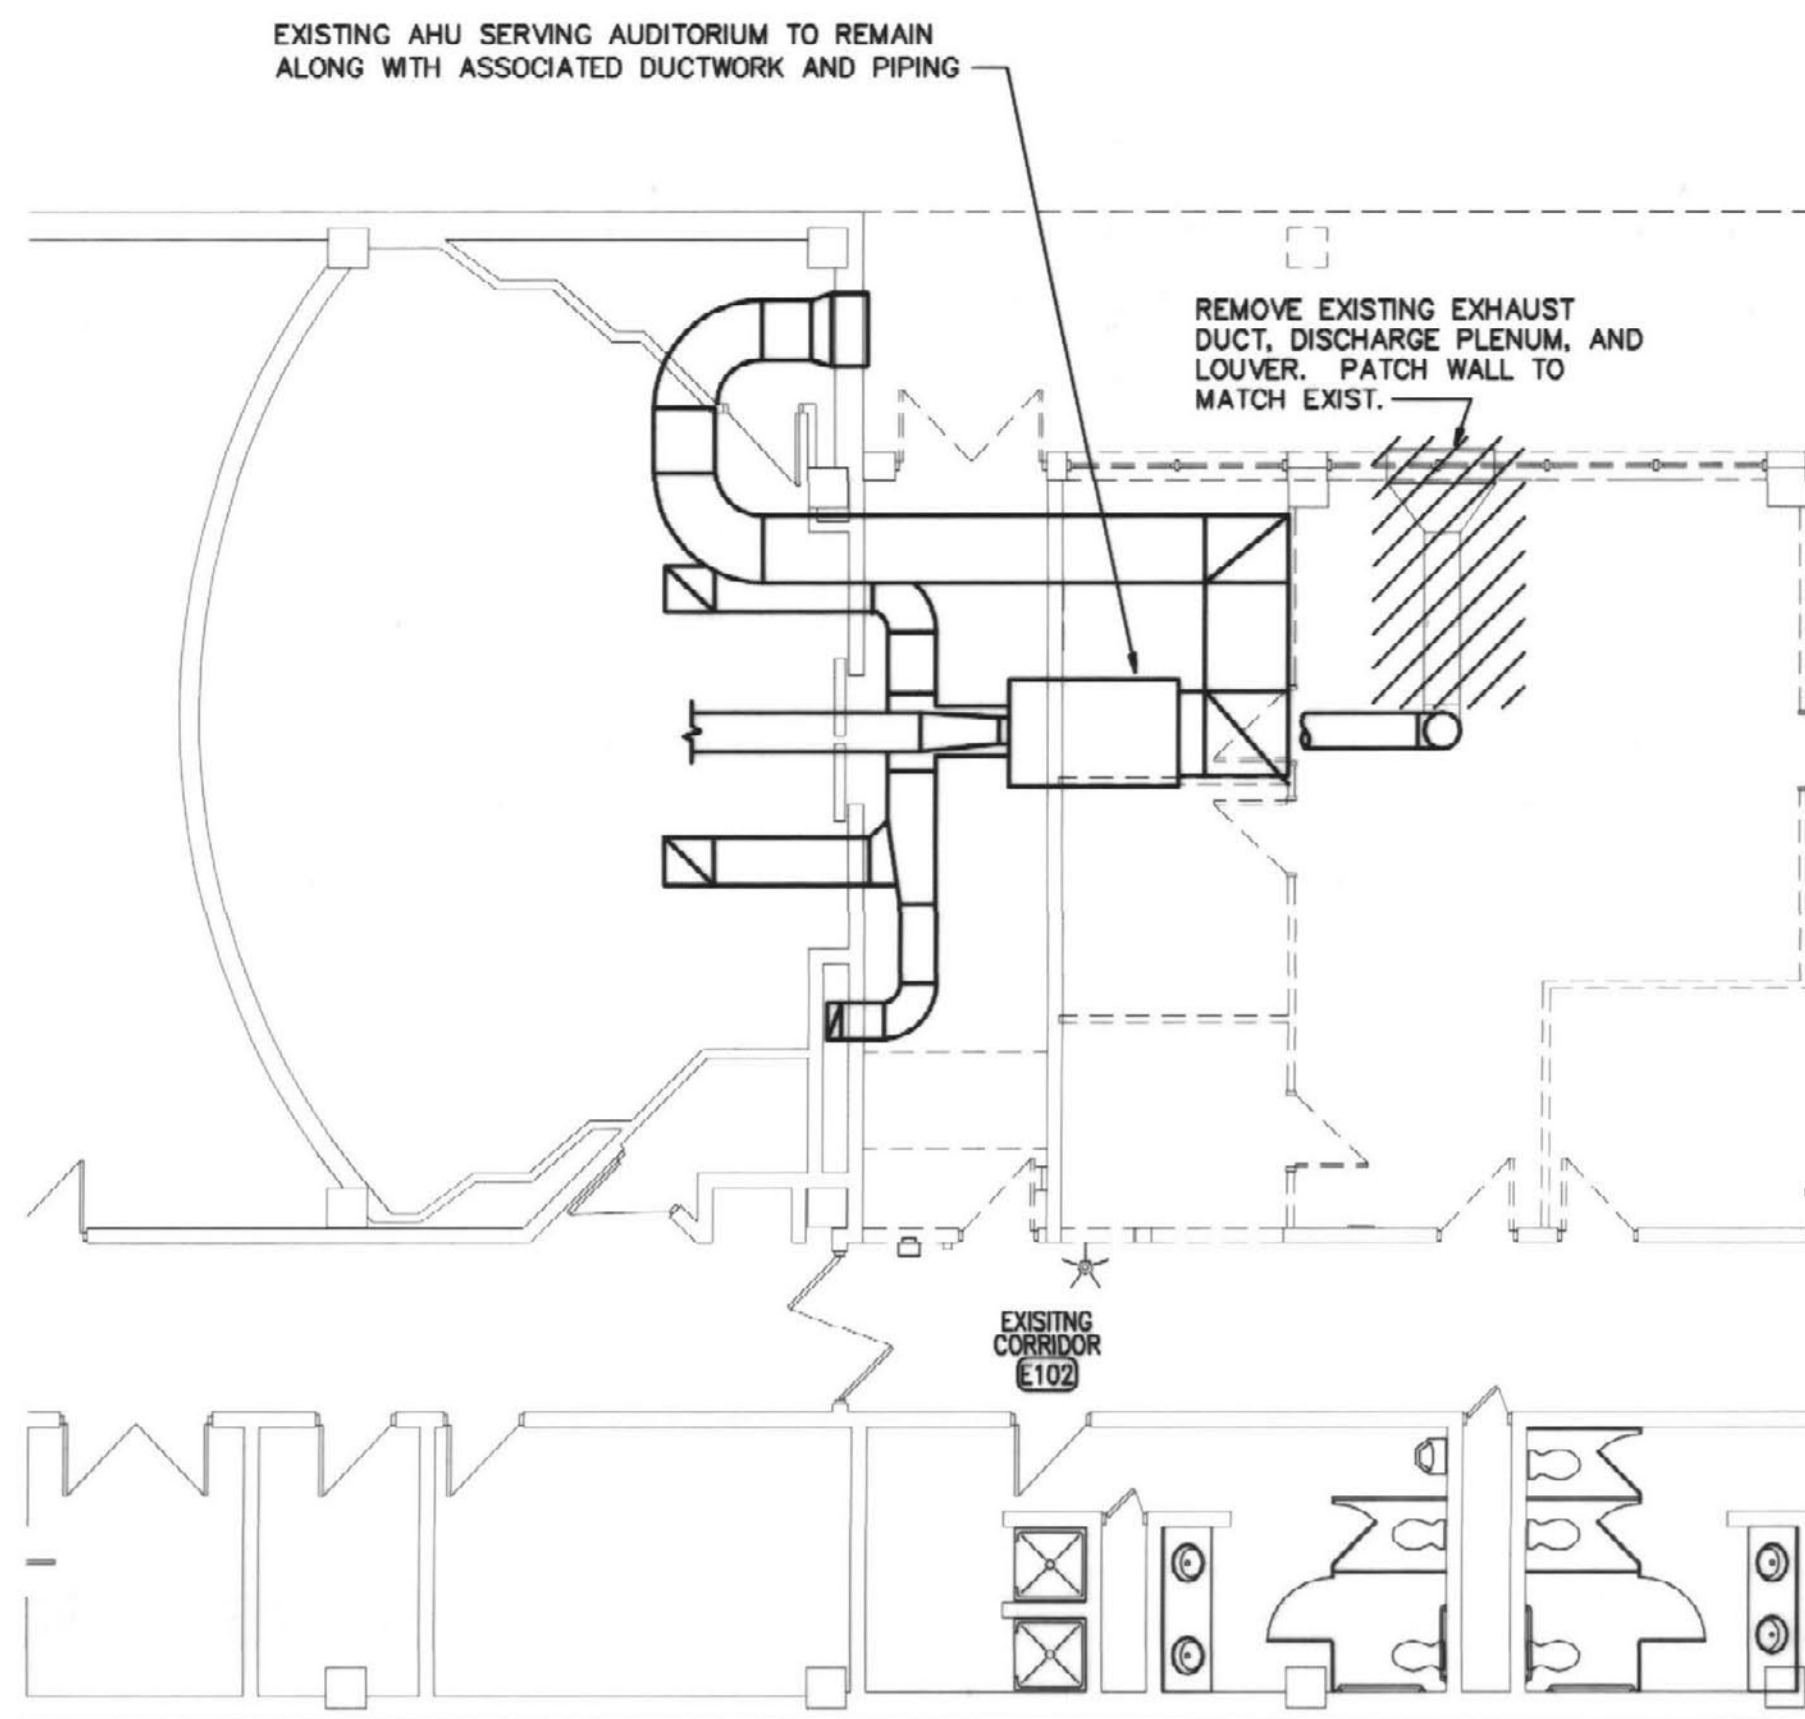 EXISTING AHU SERVING AUDITORIUM TO REMAIN
ALONG WITH ASSOCIATED DUCTWORK AND PIPING
REMOVE EXISTING EXHAUST
DUCT, DISCHARGE PLENUM, AND
LOUVER. PATCH WALL TO
MATCH EXIST.
EXISITNG
CORRIDOR
E102